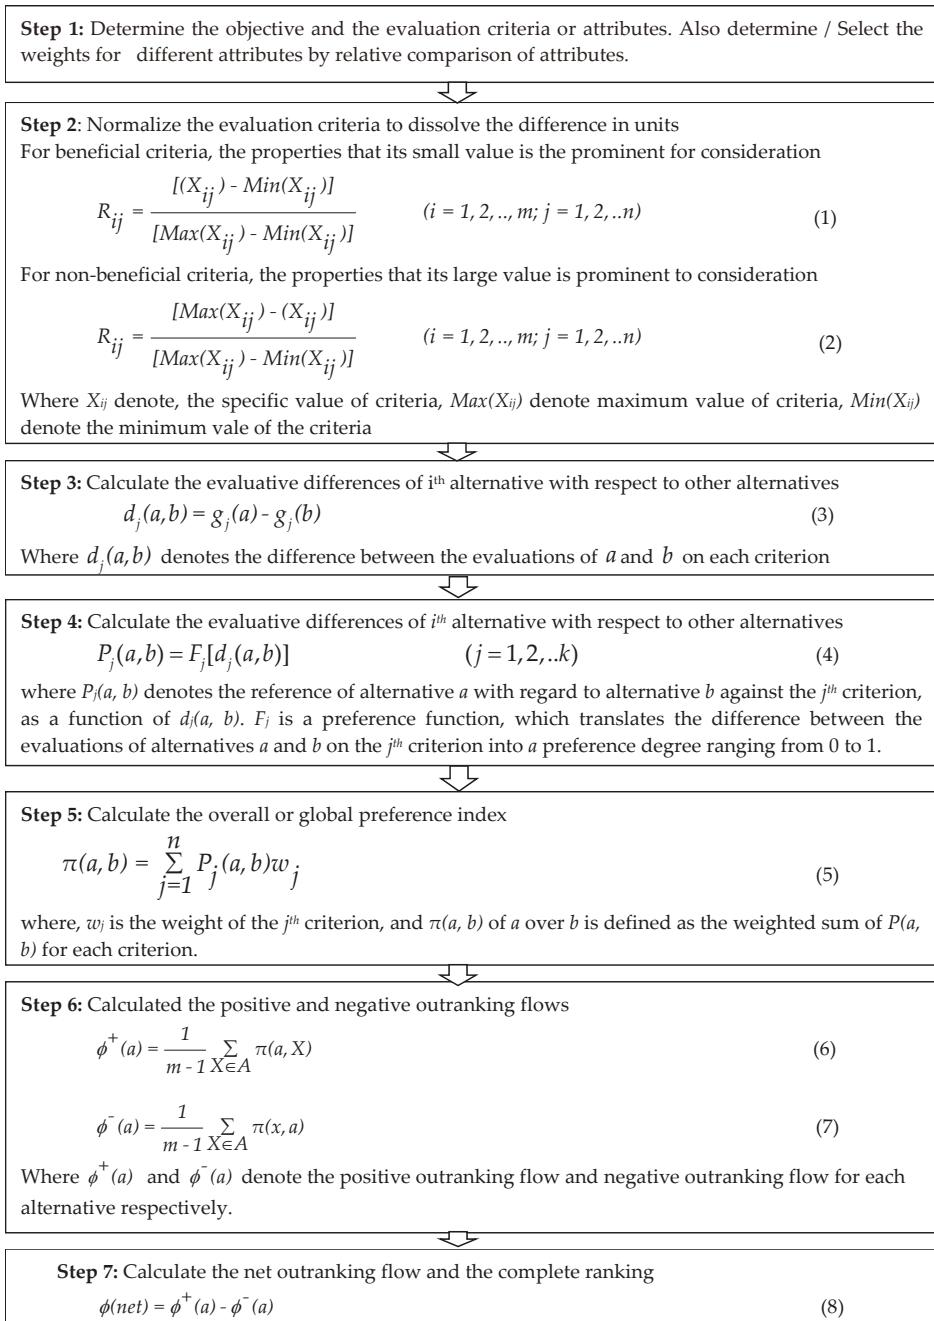 Step 1: Determine the objective and the evaluation criteria or attributes. Also determine / Select the
weights for different attributes by relative comparison of attributes.
Step 2: Normalize the evaluation criteria to dissolve the difference in units
For beneficial criteria, the properties that its small value is the prominent for consideration
R_ij = [(X_ij) - Min(X_ij)] / [Max(X_ij) - Min(X_ij)] (i = 1, 2, .., m; j = 1, 2, ..n) (1)
For non-beneficial criteria, the properties that its large value is prominent to consideration
R_ij = [Max(X_ij) - (X_ij)] / [Max(X_ij) - Min(X_ij)] (i = 1, 2, .., m; j = 1, 2, ..n) (2)
Where X_ij denote, the specific value of criteria, Max(X_ij) denote maximum value of criteria, Min(X_ij)
denote the minimum vale of the criteria
Step 3: Calculate the evaluative differences of i^th alternative with respect to other alternatives
d_j(a,b) = g_j(a) - g_j(b) (3)
Where d_j(a,b) denotes the difference between the evaluations of a and b on each criterion
Step 4: Calculate the evaluative differences of i^th alternative with respect to other alternatives
P_j(a,b) = F_j[d_j(a,b)] (j = 1, 2, ..k) (4)
where P_j(a, b) denotes the reference of alternative a with regard to alternative b against the j^th criterion,
as a function of d_j(a, b). F_j is a preference function, which translates the difference between the
evaluations of alternatives a and b on the j^th criterion into a preference degree ranging from 0 to 1.
Step 5: Calculate the overall or global preference index
π(a, b) = Σ_{j=1}^{n} P_j(a, b)w_j (5)
where, w_j is the weight of the j^th criterion, and π(a, b) of a over b is defined as the weighted sum of P(a,
b) for each criterion.
Step 6: Calculated the positive and negative outranking flows
ϕ^+(a) = 1 / (m - 1) Σ_{X∈A} π(a, X) (6)
ϕ^-(a) = 1 / (m - 1) Σ_{X∈A} π(x, a) (7)
Where ϕ^+(a) and ϕ^-(a) denote the positive outranking flow and negative outranking flow for each
alternative respectively.
Step 7: Calculate the net outranking flow and the complete ranking
ϕ(net) = ϕ^+(a) - ϕ^-(a) (8)